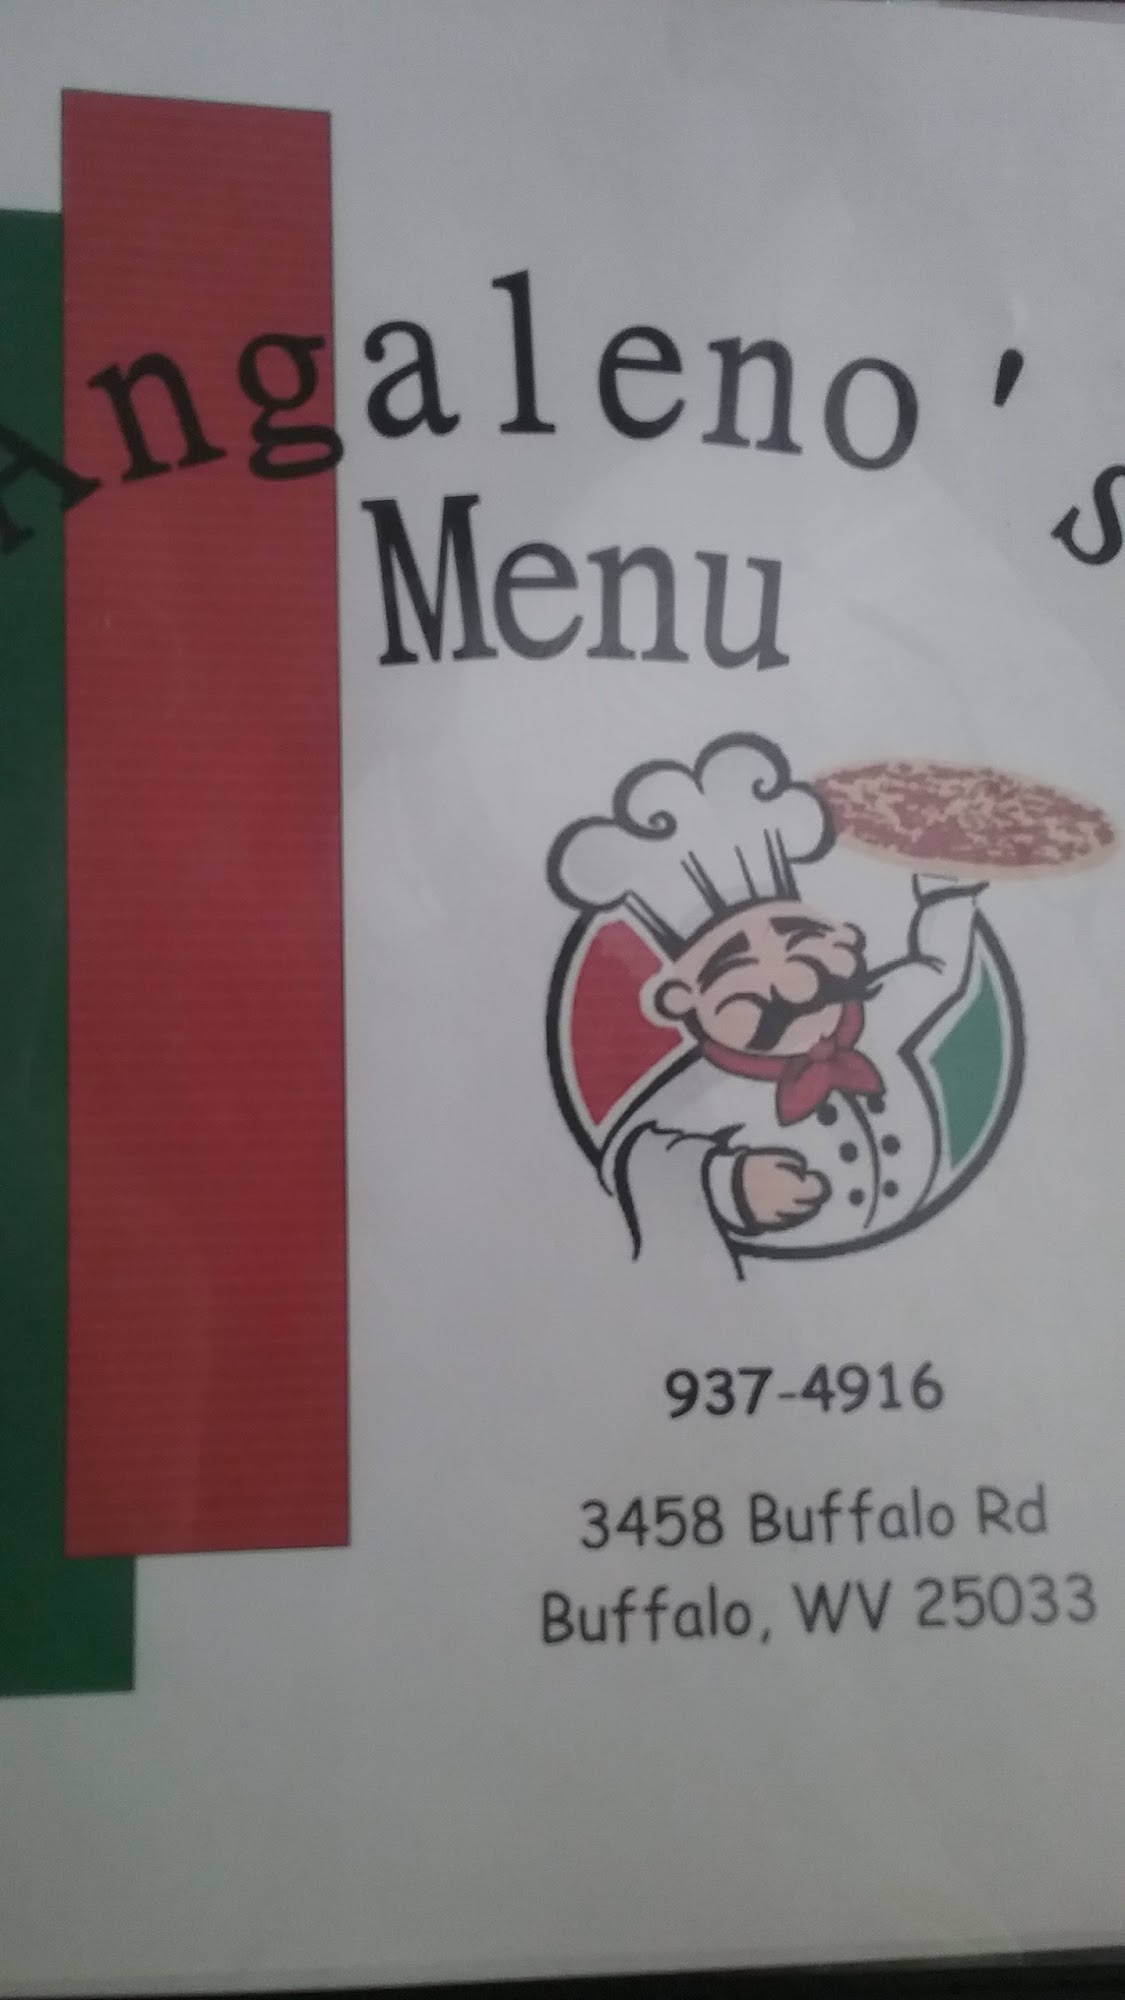 Angaleno's
Menu
937-4916
3458 Buffalo Rd
Buffalo, WV 25033